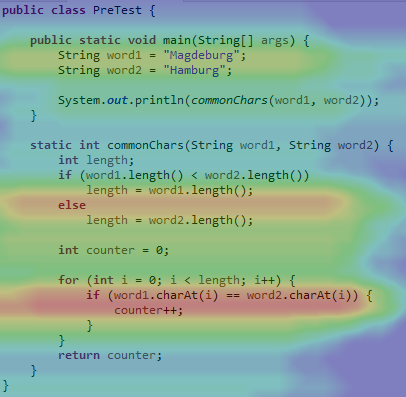 public class PreTest {
    public static void main(String[] args) {
        String word1 = "Magdeburg";
        String word2 = "Hamburg";
        System.out.println(commonChars(word1, word2));
    }
    static int commonChars(String word1, String word2) {
        int length;
        if (word1.length() < word2.length())
            length = word1.length();
        else
            length = word2.length();
        int counter = 0;
        for (int i = 0; i < length; i++) {
            if (word1.charAt(i) == word2.charAt(i)) {
                counter++;
            }
        }
        return counter;
    }
}